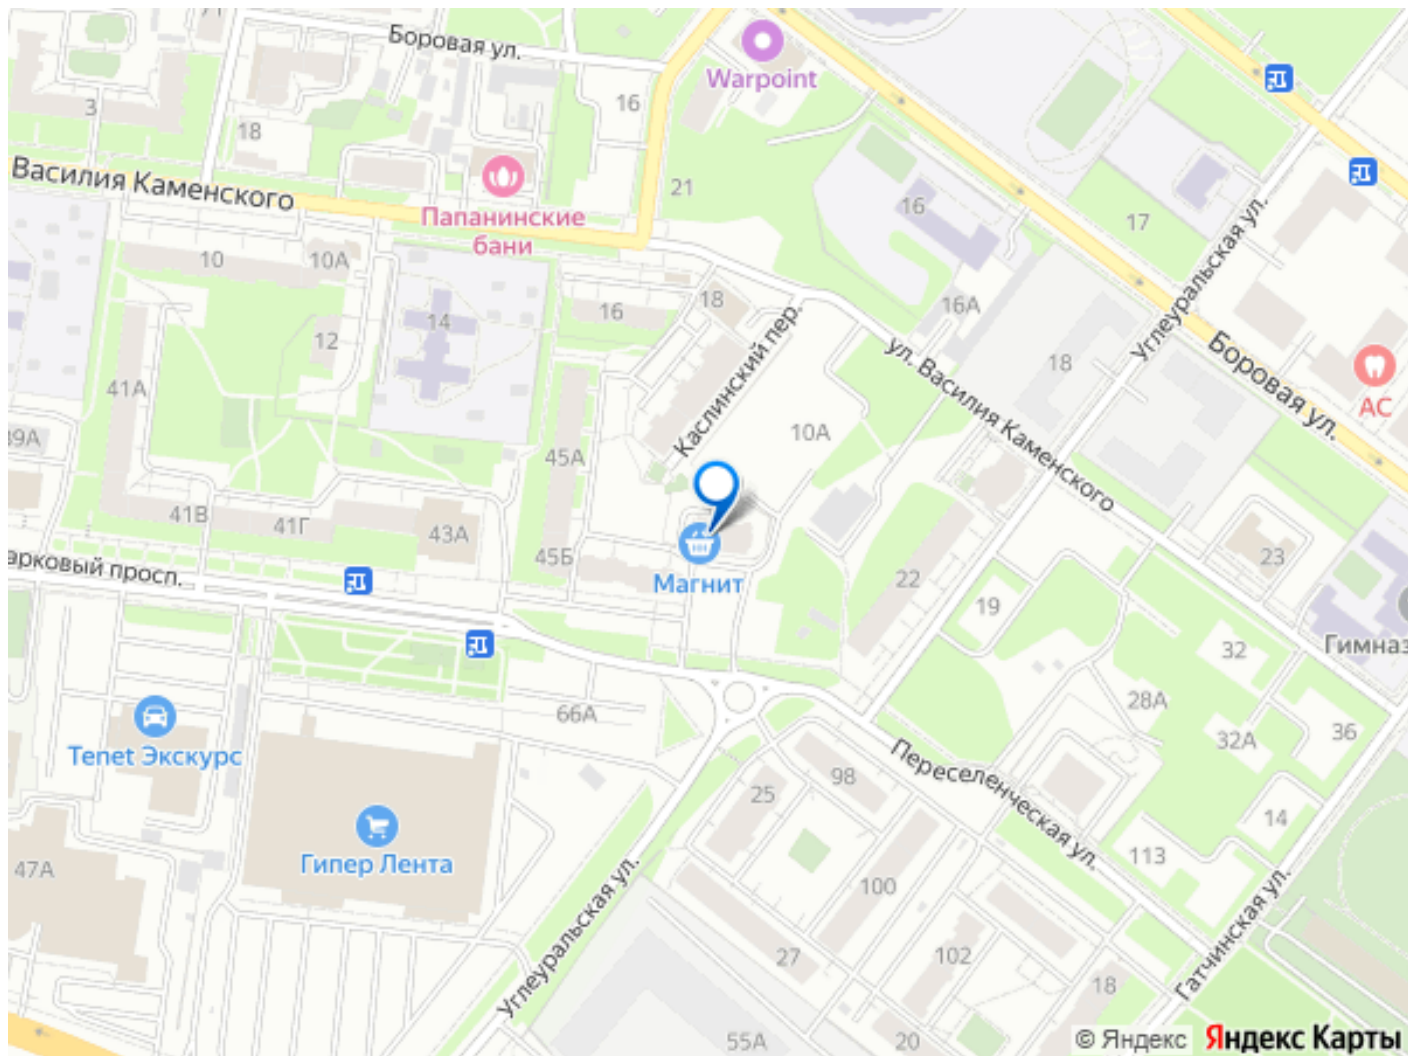 Боровая ул.
Warpoint
3
18
16
Василия Каменского
Папанинские
бани
21
16
17
Углеуральская ул.
10
10А
14
12
16
18
Каслинский пер.
16А
18
ул. Василия Каменского
Боровая ул.
АС
41А
39А
45А
10А
41В
41Г
43А
45Б
Магнит
22
19
23
Гимназ
арковый просп.
32
28А
32А
36
66А
Tenet Экскурс
Гипер Лента
47А
25
98
Переселенческая ул.
14
113
100
Углеуральская ул.
27
102
18
Гатчинская ул.
55А
20
© Яндекс Яндекс Карты